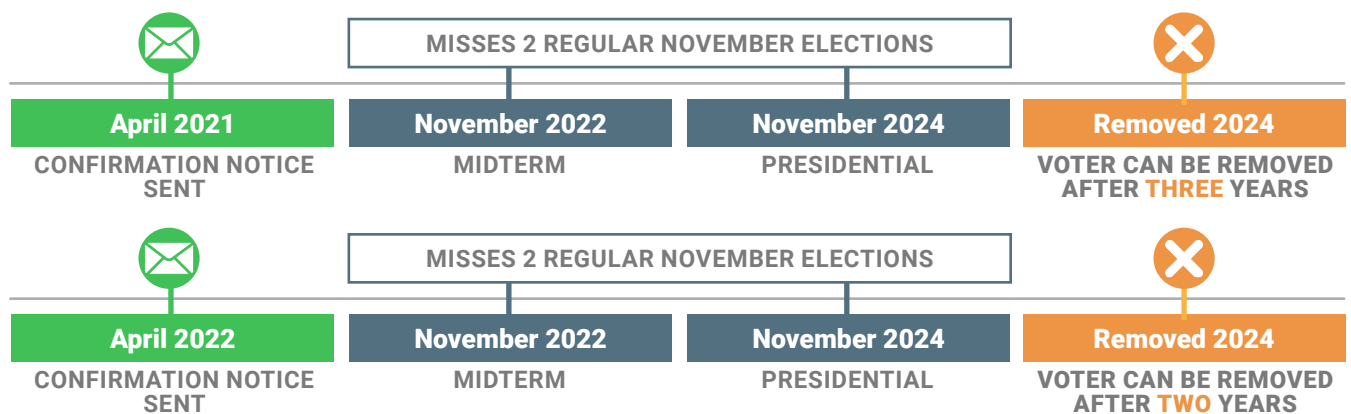 MISSES 2 REGULAR NOVEMBER ELECTIONS
April 2021
November 2022
November 2024
Removed 2024
CONFIRMATION NOTICE
SENT
MIDTERM
PRESIDENTIAL
VOTER CAN BE REMOVED
AFTER THREE YEARS
MISSES 2 REGULAR NOVEMBER ELECTIONS
April 2022
November 2022
November 2024
Removed 2024
CONFIRMATION NOTICE
SENT
MIDTERM
PRESIDENTIAL
VOTER CAN BE REMOVED
AFTER TWO YEARS